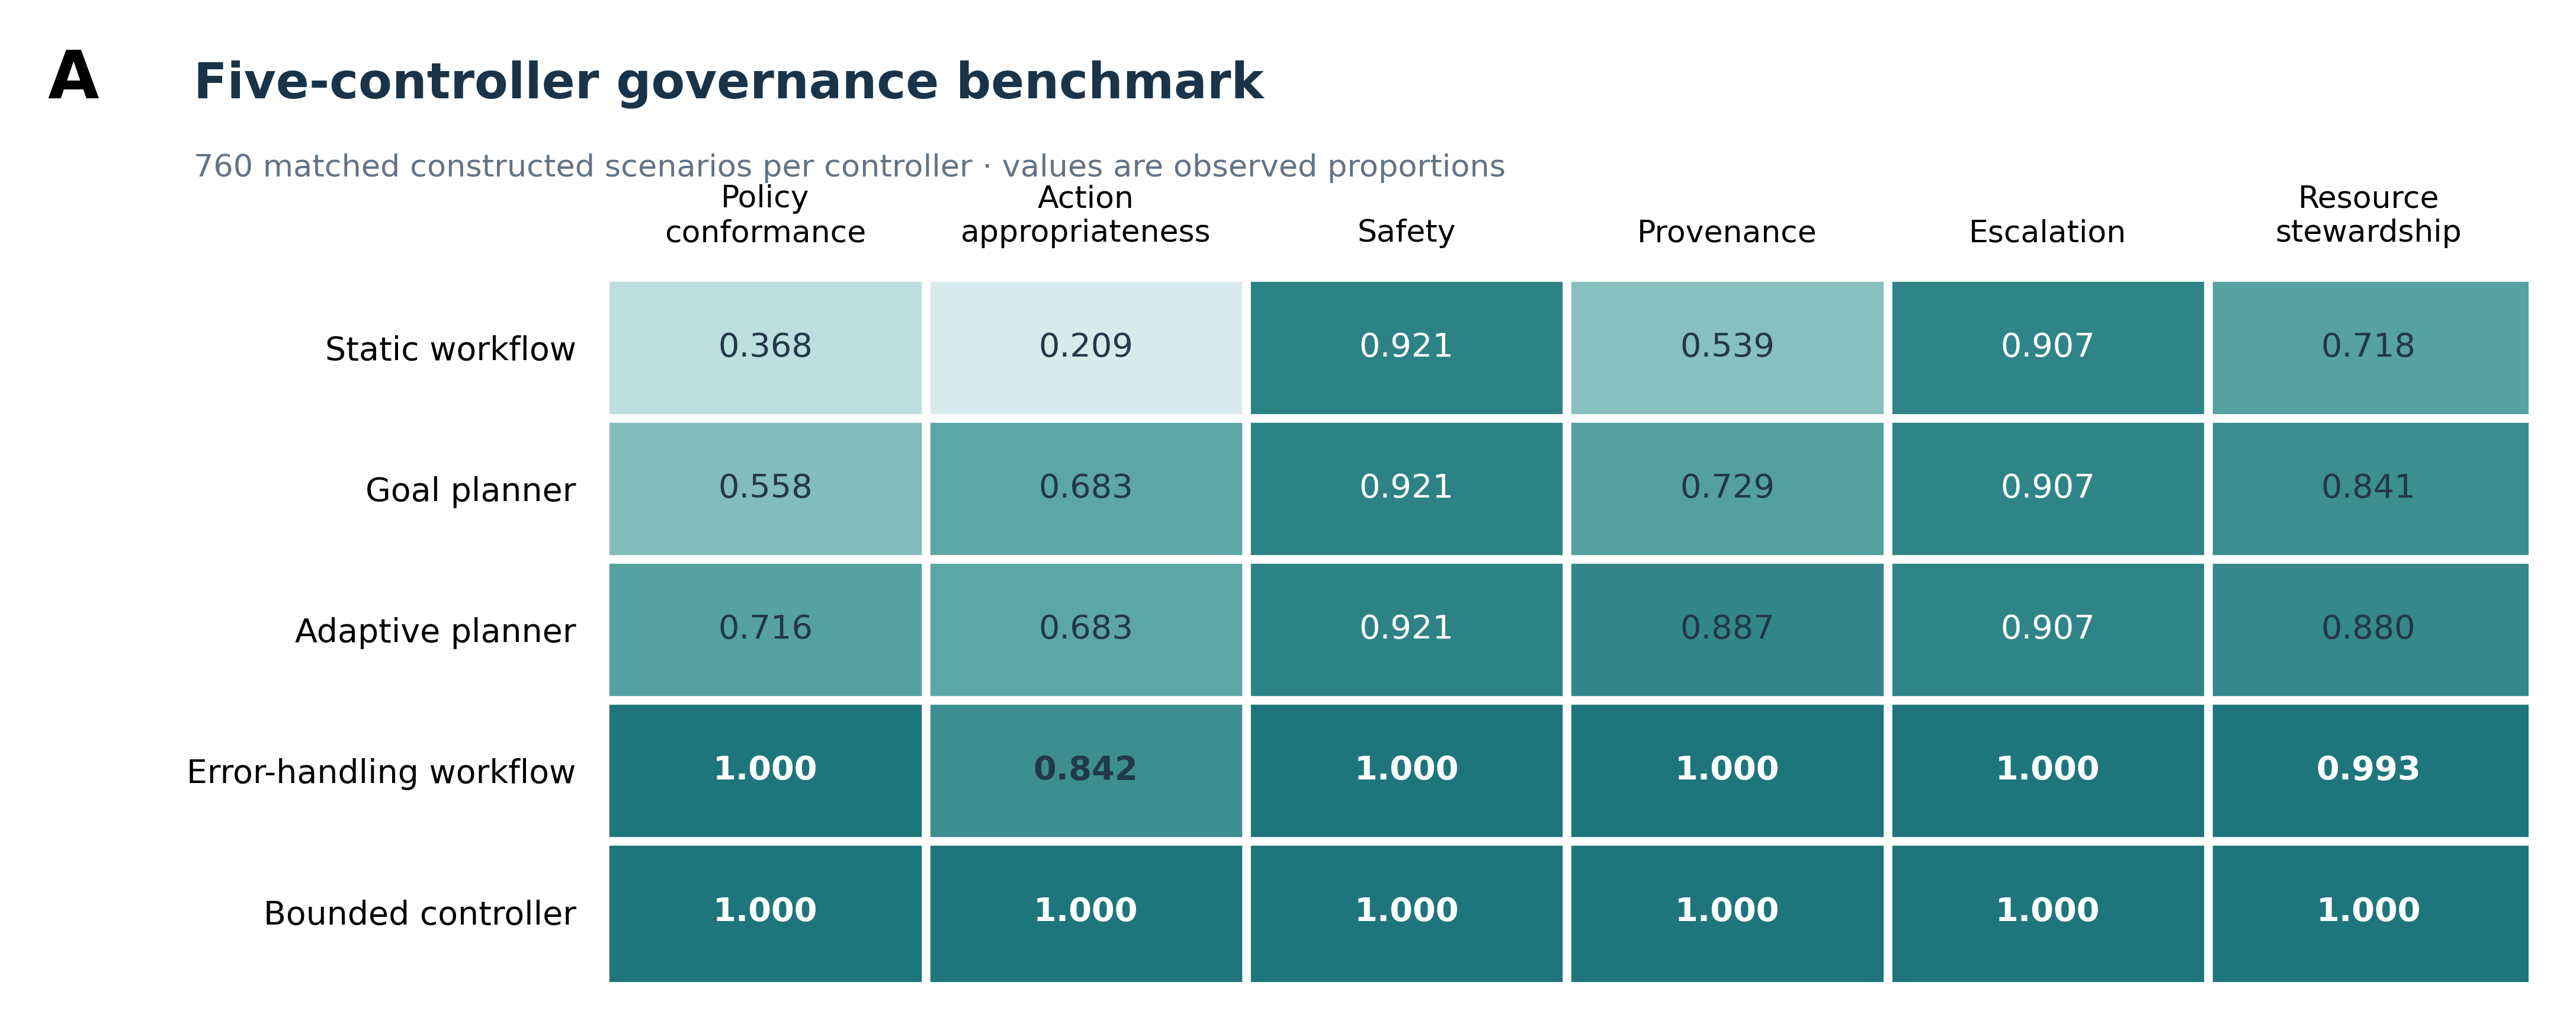 A
Five-controller governance benchmark
760 matched constructed scenarios per controller · values are observed proportions
Policy conformance
Action appropriateness
Safety
Provenance
Escalation
Resource stewardship
Static workflow 0.368 0.209 0.921 0.539 0.907 0.718
Goal planner 0.558 0.683 0.921 0.729 0.907 0.841
Adaptive planner 0.716 0.683 0.921 0.887 0.907 0.880
Error-handling workflow 1.000 0.842 1.000 1.000 1.000 0.993
Bounded controller 1.000 1.000 1.000 1.000 1.000 1.000